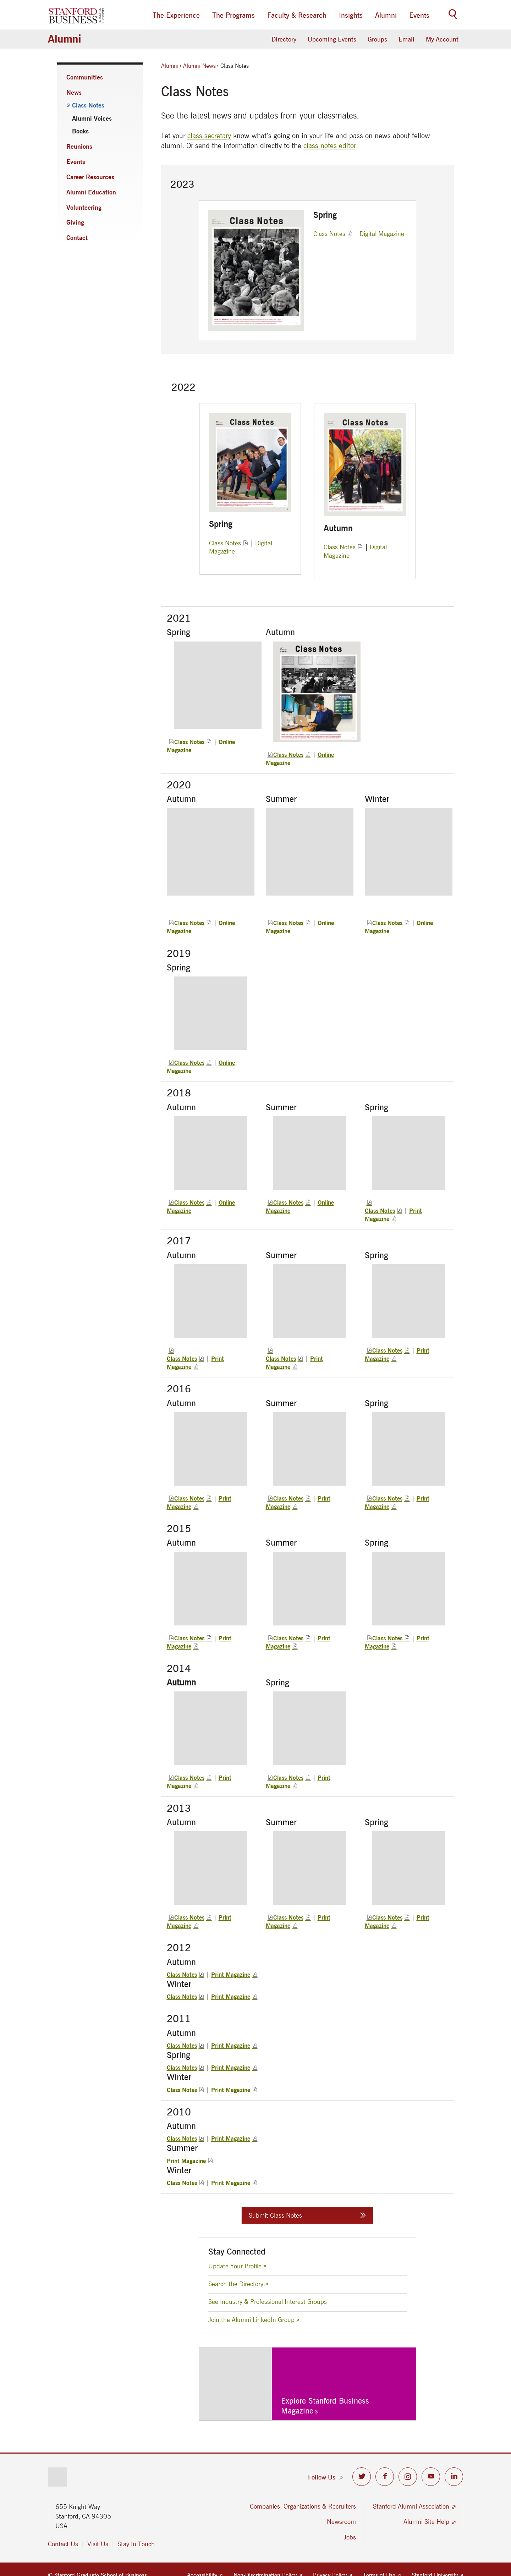 STANFORD
BUSINESS
The Experience
The Programs
Faculty & Research
Insights
Alumni
Events
Alumni
Directory
Upcoming Events
Groups
Email
My Account
Communities
News
» Class Notes
Alumni Voices
Books
Reunions
Events
Career Resources
Alumni Education
Volunteering
Giving
Contact
Alumni › Alumni News › Class Notes
Class Notes
See the latest news and updates from your classmates.
Let your class secretary know what's going on in your life and pass on news about fellow
alumni. Or send the information directly to the class notes editor.
2023
Class Notes
Spring
Class Notes | Digital Magazine
2022
Class Notes
Spring
Class Notes | Digital
Magazine
Class Notes
Autumn
Class Notes | Digital
Magazine
2021
Spring
Class Notes | Online
Magazine
Autumn
Class Notes
Class Notes | Online
Magazine
2020
Autumn
Class Notes | Online
Magazine
Summer
Class Notes | Online
Magazine
Winter
Class Notes | Online
Magazine
2019
Spring
Class Notes | Online
Magazine
2018
Autumn
Class Notes | Online
Magazine
Summer
Class Notes | Online
Magazine
Spring
Class Notes | Print
Magazine
2017
Autumn
Class Notes | Print
Magazine
Summer
Class Notes | Print
Magazine
Spring
Class Notes | Print
Magazine
2016
Autumn
Class Notes | Print
Magazine
Summer
Class Notes | Print
Magazine
Spring
Class Notes | Print
Magazine
2015
Autumn
Class Notes | Print
Magazine
Summer
Class Notes | Print
Magazine
Spring
Class Notes | Print
Magazine
2014
Autumn
Class Notes | Print
Magazine
Spring
Class Notes | Print
Magazine
2013
Autumn
Class Notes | Print
Magazine
Summer
Class Notes | Print
Magazine
Spring
Class Notes | Print
Magazine
2012
Autumn
Class Notes | Print Magazine
Winter
Class Notes | Print Magazine
2011
Autumn
Class Notes | Print Magazine
Spring
Class Notes | Print Magazine
Winter
Class Notes | Print Magazine
2010
Autumn
Class Notes | Print Magazine
Summer
Print Magazine
Winter
Class Notes | Print Magazine
Submit Class Notes »
Stay Connected
Update Your Profile↗
Search the Directory↗
See Industry & Professional Interest Groups
Join the Alumni LinkedIn Group↗
Explore Stanford Business
Magazine »
Follow Us »
655 Knight Way
Stanford, CA 94305
USA
Contact Us
Visit Us
Stay In Touch
Companies, Organizations & Recruiters
Newsroom
Jobs
Stanford Alumni Association ↗
Alumni Site Help ↗
© Stanford Graduate School of Business
Accessibility ↗
Non-Discrimination Policy ↗
Privacy Policy ↗
Terms of Use ↗
Stanford University ↗